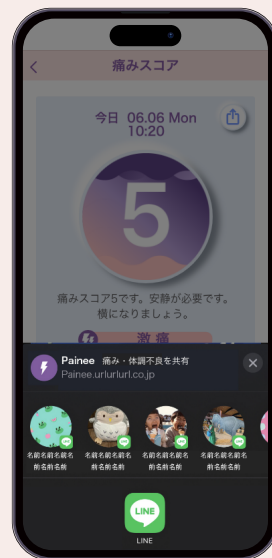 痛みスコア
今日 06.06 Mon
10:20
5
痛みスコア5です。安静が必要です。
横になりましょう。
激痛
Painee 痛み・体調不良を共有
Painee.urlurlurl.co.jp
名前名前名前名
前名前名前
名前名前名前名
前名前名前
名前名前名前名
前名前名前
名前名前名前名
前名前名前
LINE
LINE